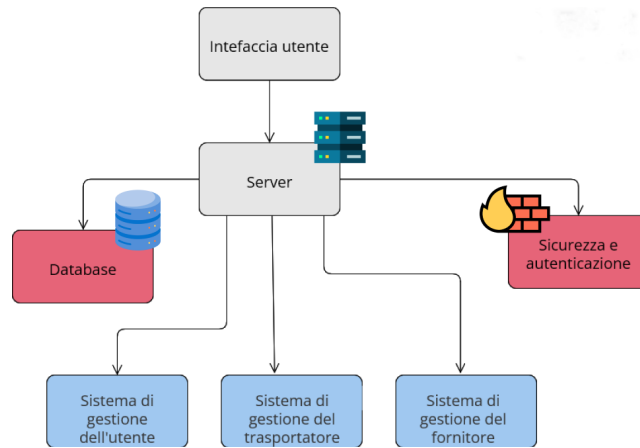 Intefaccia utente
Server
Database
Sicurezza e
autenticazione
Sistema di
gestione
dell'utente
Sistema di
gestione del
trasportatore
Sistema di
gestione del
fornitore